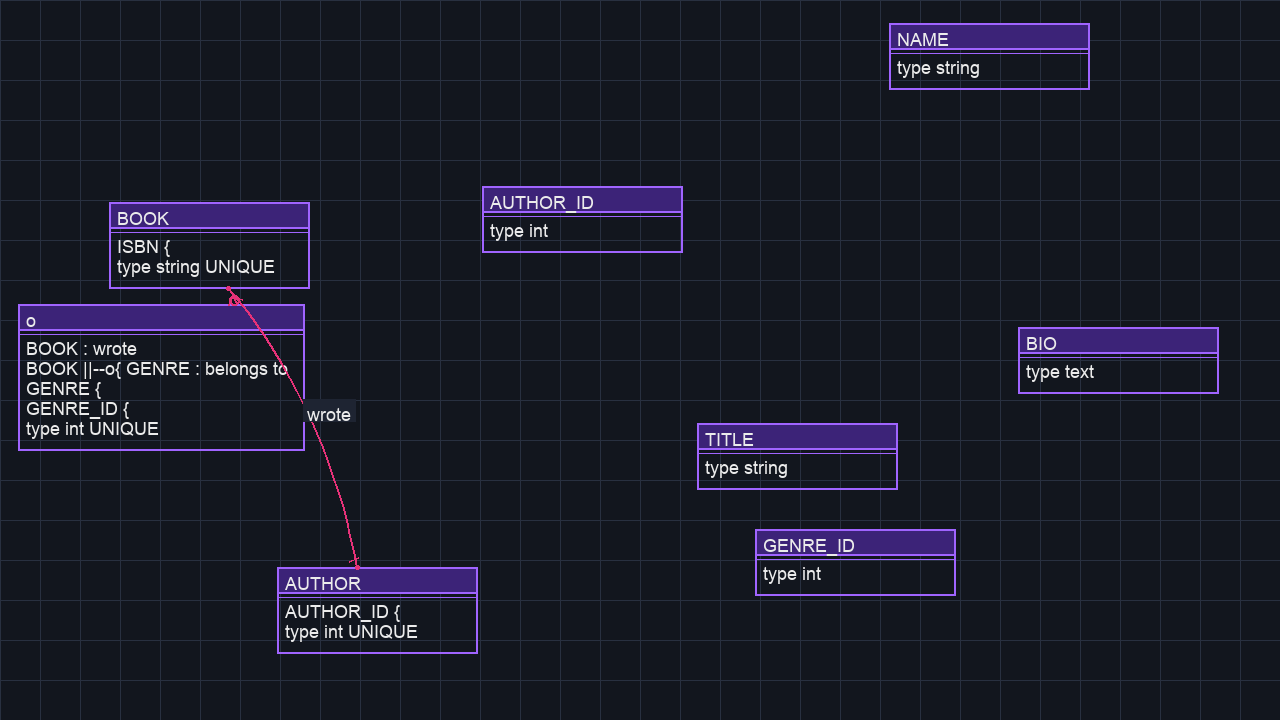 NAME
type string
AUTHOR_ID
type int
BOOK
ISBN {
type string UNIQUE
o
BOOK : wrote
BOOK ||--o{ GENRE : belongs to
GENRE {
GENRE_ID {
type int UNIQUE
wrote
BIO
type text
TITLE
type string
GENRE_ID
type int
AUTHOR
AUTHOR_ID {
type int UNIQUE